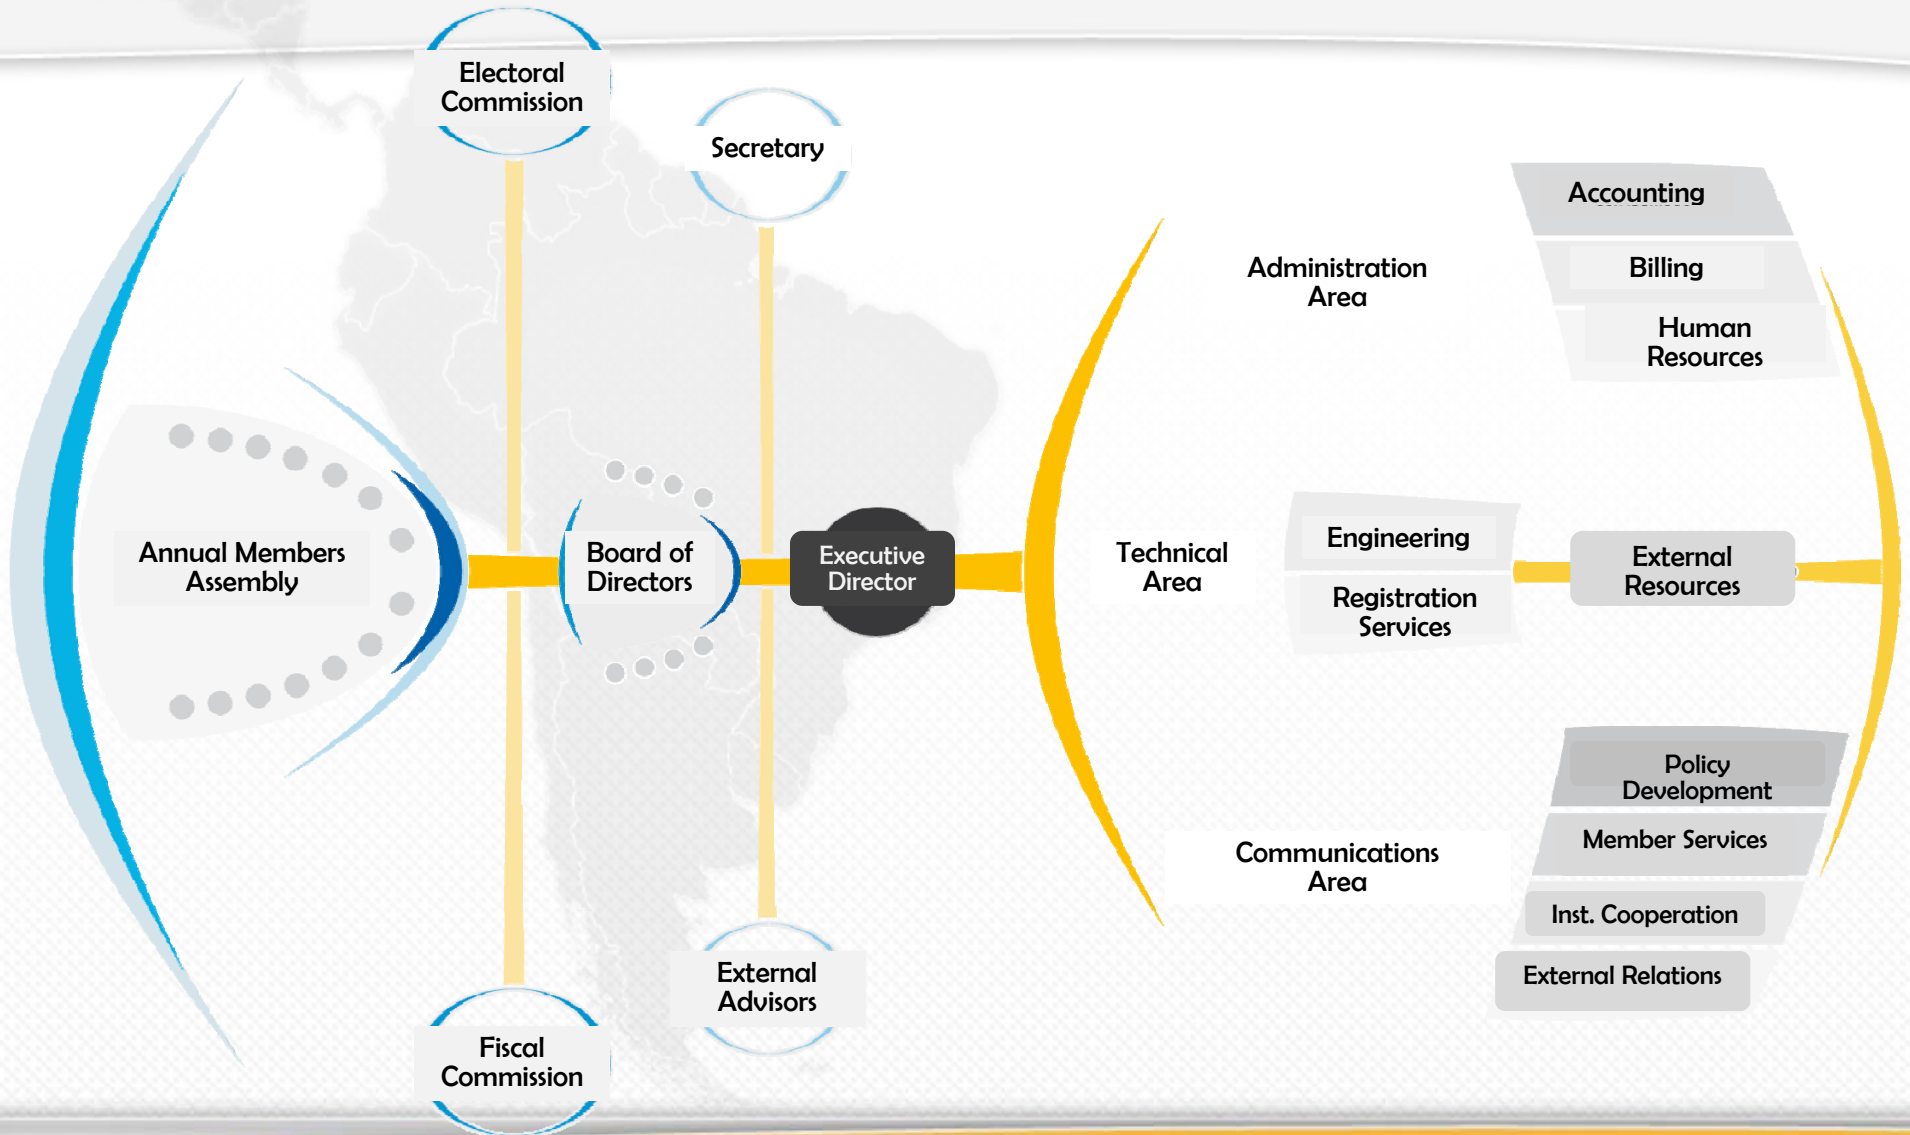 Electoral
Commission
Secretary
Accounting
Administration
Area
Billing
Human
Resources
Annual Members
Assembly
Board of
Directors
Executive
Director
Technical
Area
Engineering
Registration
Services
External
Resources
Policy
Development
Communications
Area
Member Services
Inst. Cooperation
External Relations
External
Advisors
Fiscal
Commission